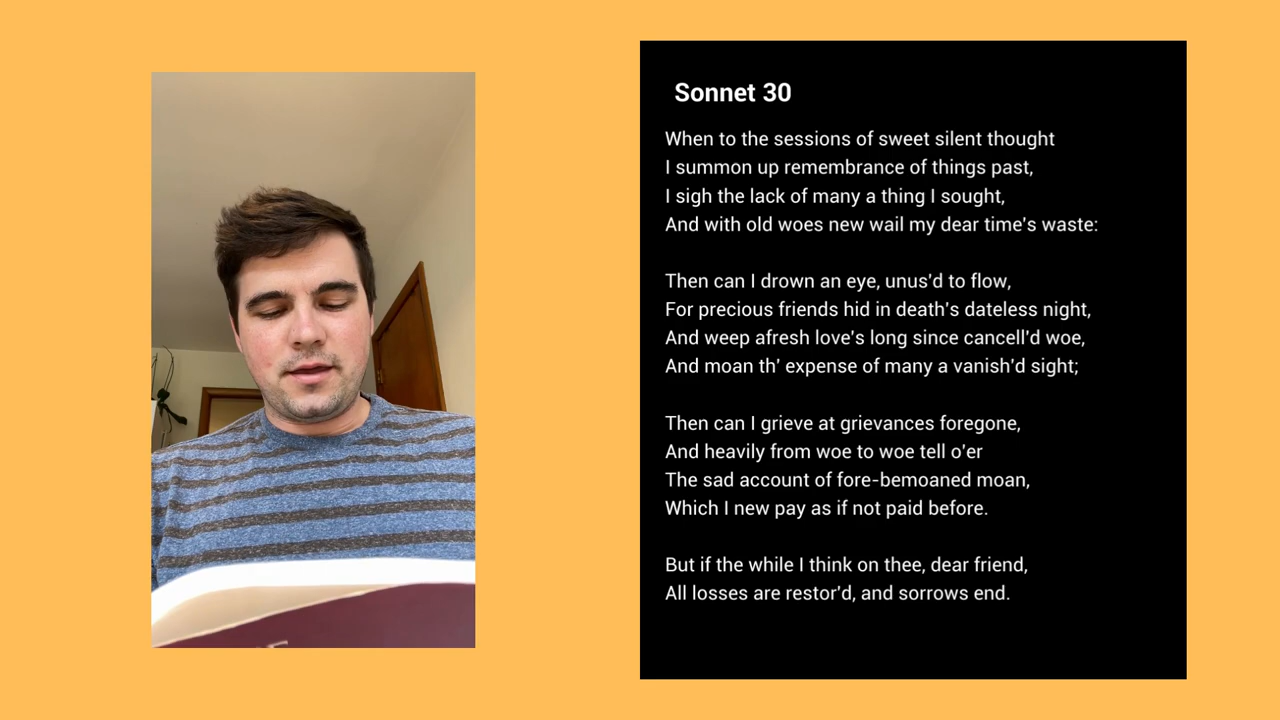 Sonnet 30
When to the sessions of sweet silent thought
I summon up remembrance of things past,
I sigh the lack of many a thing I sought,
And with old woes new wail my dear time's waste:
Then can I drown an eye, unus'd to flow,
For precious friends hid in death's dateless night,
And weep afresh love's long since cancell'd woe,
And moan th' expense of many a vanish'd sight;
Then can I grieve at grievances foregone,
And heavily from woe to woe tell o'er
The sad account of fore-bemoaned moan,
Which I new pay as if not paid before.
But if the while I think on thee, dear friend,
All losses are restor'd, and sorrows end.